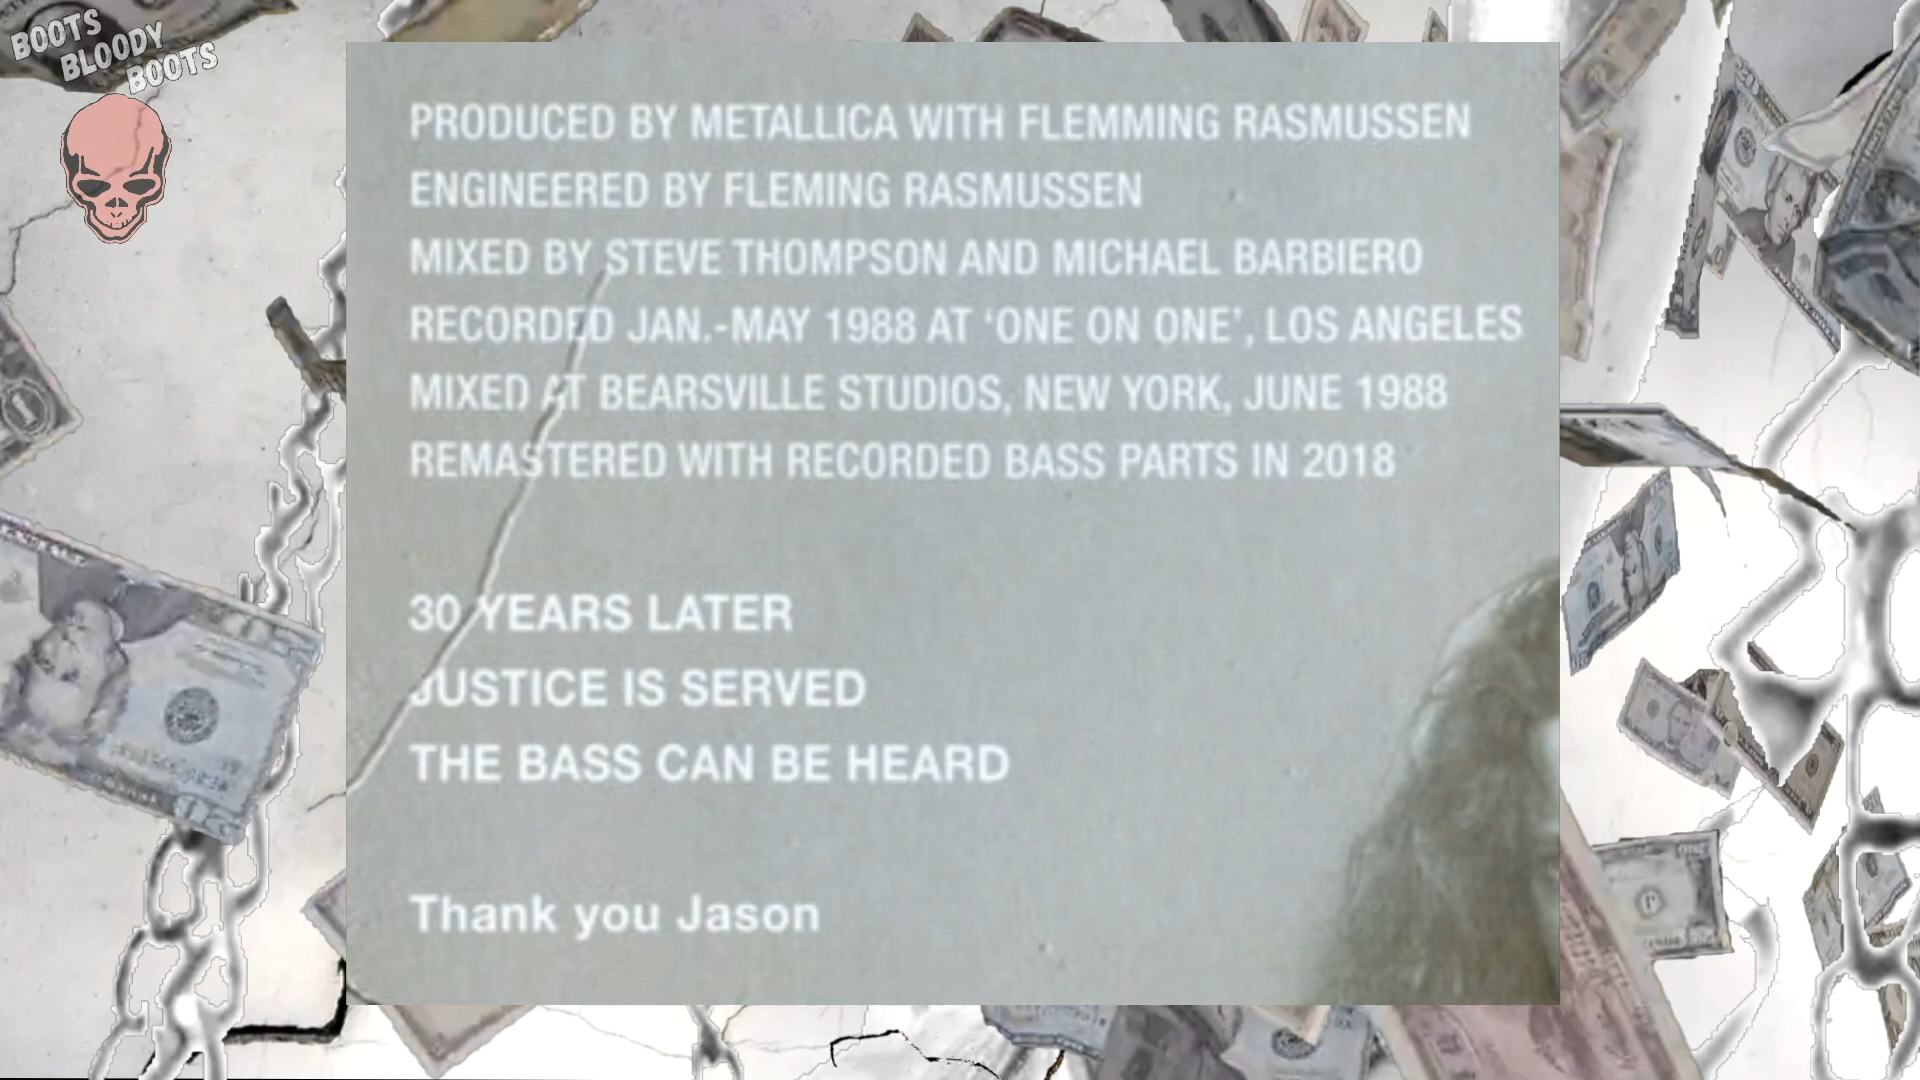 BOOTS
BLOODY
BOOTS
PRODUCED BY METALLICA WITH FLEMMING RASMUSSEN
ENGINEERED BY FLEMING RASMUSSEN
MIXED BY STEVE THOMPSON AND MICHAEL BARBIERO
RECORDED JAN.-MAY 1988 AT ‘ONE ON ONE’, LOS ANGELES
MIXED AT BEARSVILLE STUDIOS, NEW YORK, JUNE 1988
REMASTERED WITH RECORDED BASS PARTS IN 2018
30 YEARS LATER
JUSTICE IS SERVED
THE BASS CAN BE HEARD
Thank you Jason